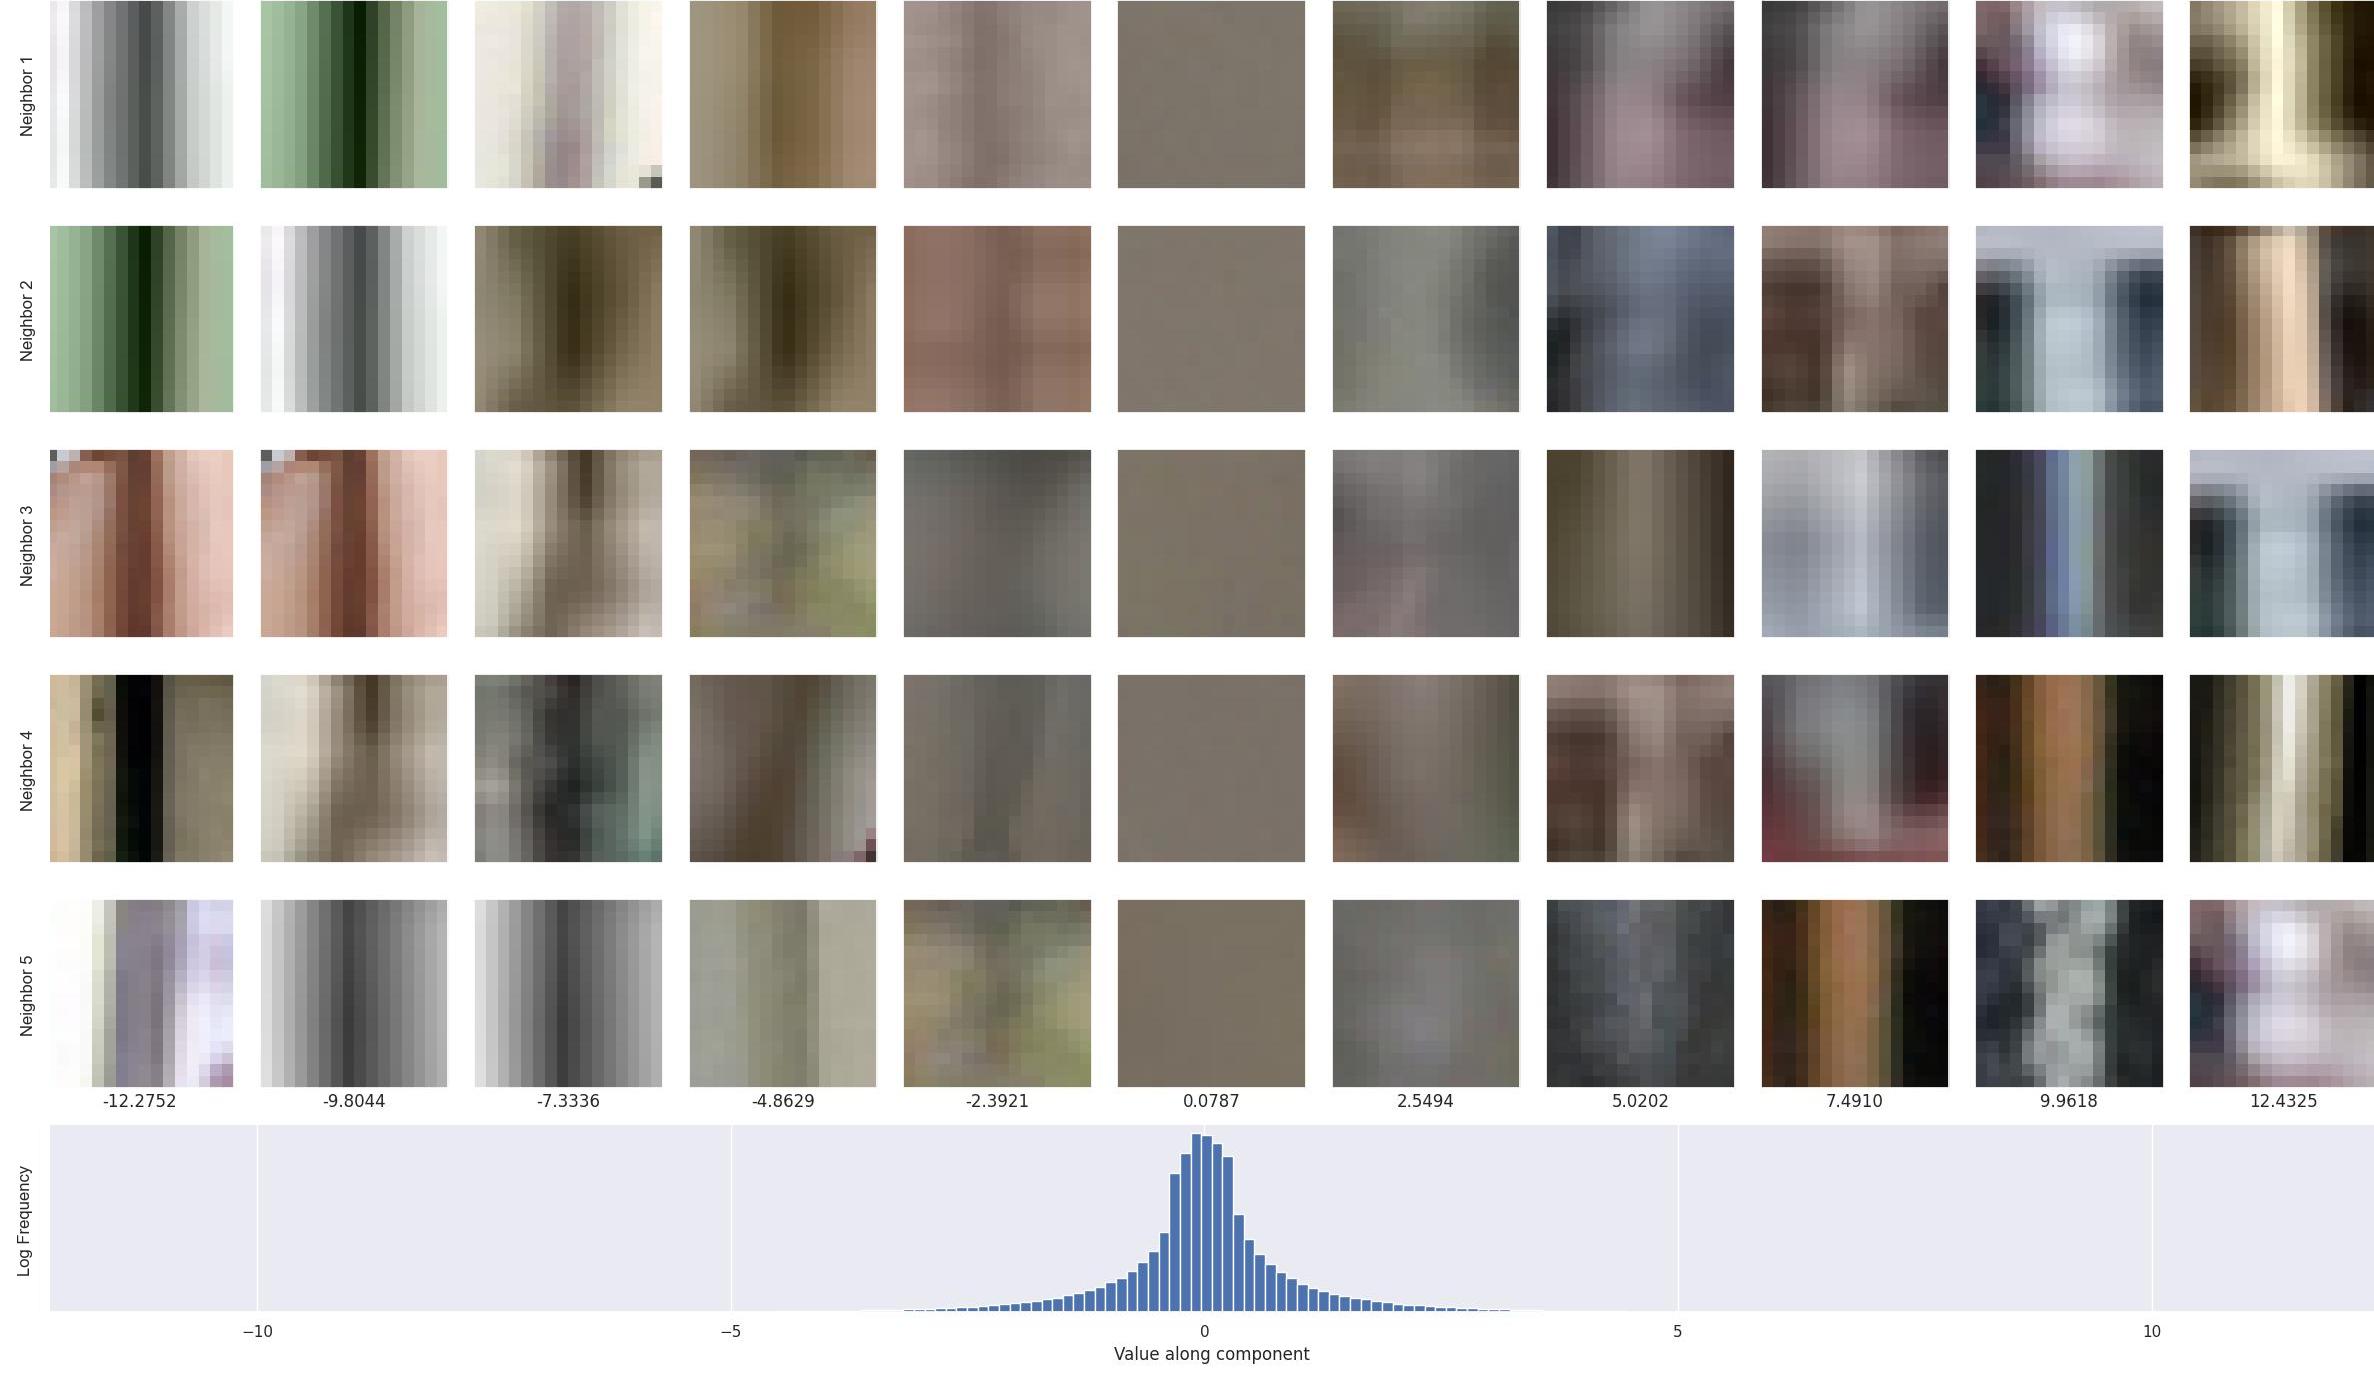 Neighbor 1
Neighbor 2
Neighbor 3
Neighbor 4
Neighbor 5
-12.2752 -9.8044 -7.3336 -4.8629 -2.3921 0.0787 2.5494 5.0202 7.4910 9.9618 12.4325
Log Frequency
−10 −5 0 5 10
Value along component